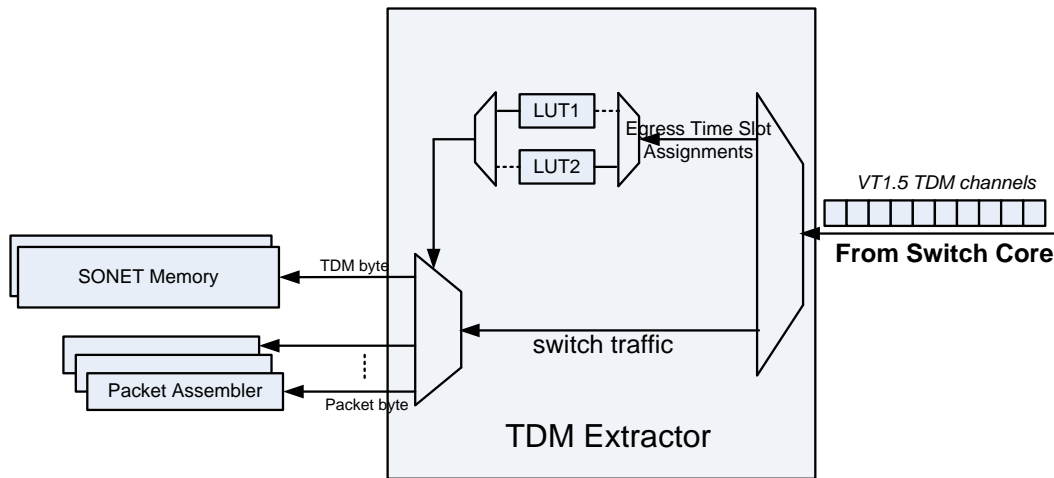 LUT1
LUT2
Egress Time Slot
Assignments
VT1.5 TDM channels
From Switch Core
SONET Memory
TDM byte
switch traffic
Packet Assembler
Packet byte
TDM Extractor